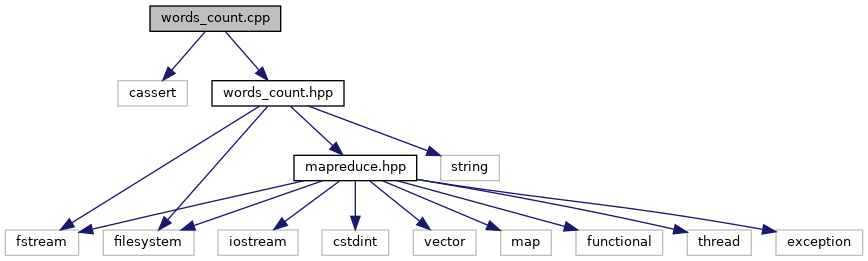 words_count.cpp
cassert
words_count.hpp
mapreduce.hpp
string
fstream
filesystem
iostream
cstdint
vector
map
functional
thread
exception